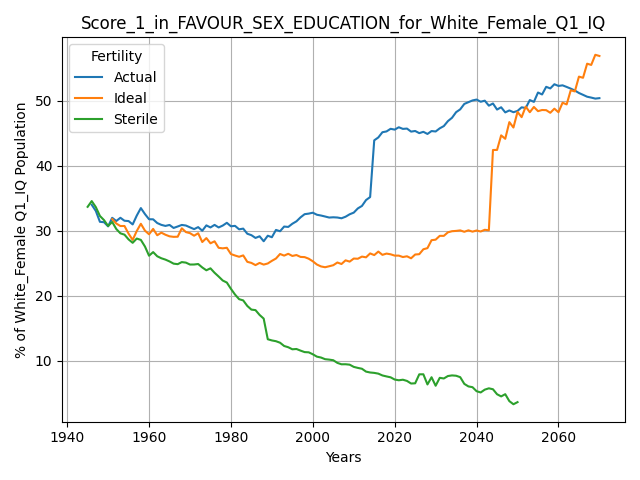 Score_1_in_FAVOUR_SEX_EDUCATION_for_White_Female_Q1_IQ
Fertility
Actual
Ideal
Sterile
% of White_Female Q1_IQ Population
50
40
30
20
10
1940 1960 1980 2000 2020 2040 2060
Years